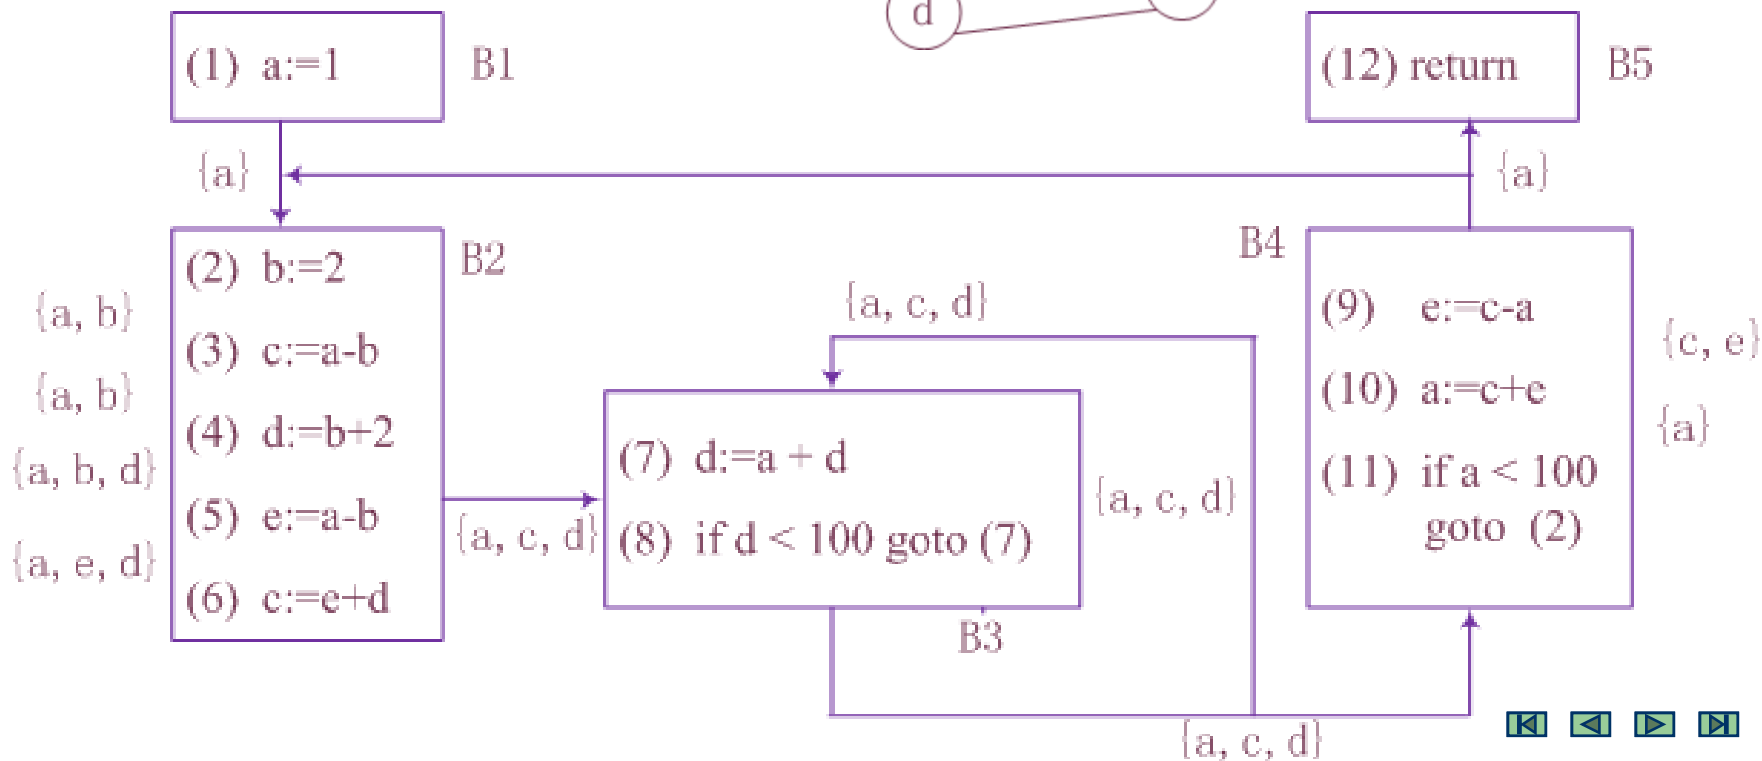 d
(1) a:=1
B1
(12) return
B5
{a}
{a}
B2
(2) b:=2
(3) c:=a-b
(4) d:=b+2
(5) e:=a-b
(6) c:=e+d
{a, b}
{a, b}
{a, b, d}
{a, e, d}
{a, c, d}
{a, c, d}
(7) d:=a + d
(8) if d < 100 goto (7)
{a, c, d}
B3
{a, c, d}
B4
(9) e:=c-a
(10) a:=c+e
(11) if a < 100
goto (2)
{c, e}
{a}